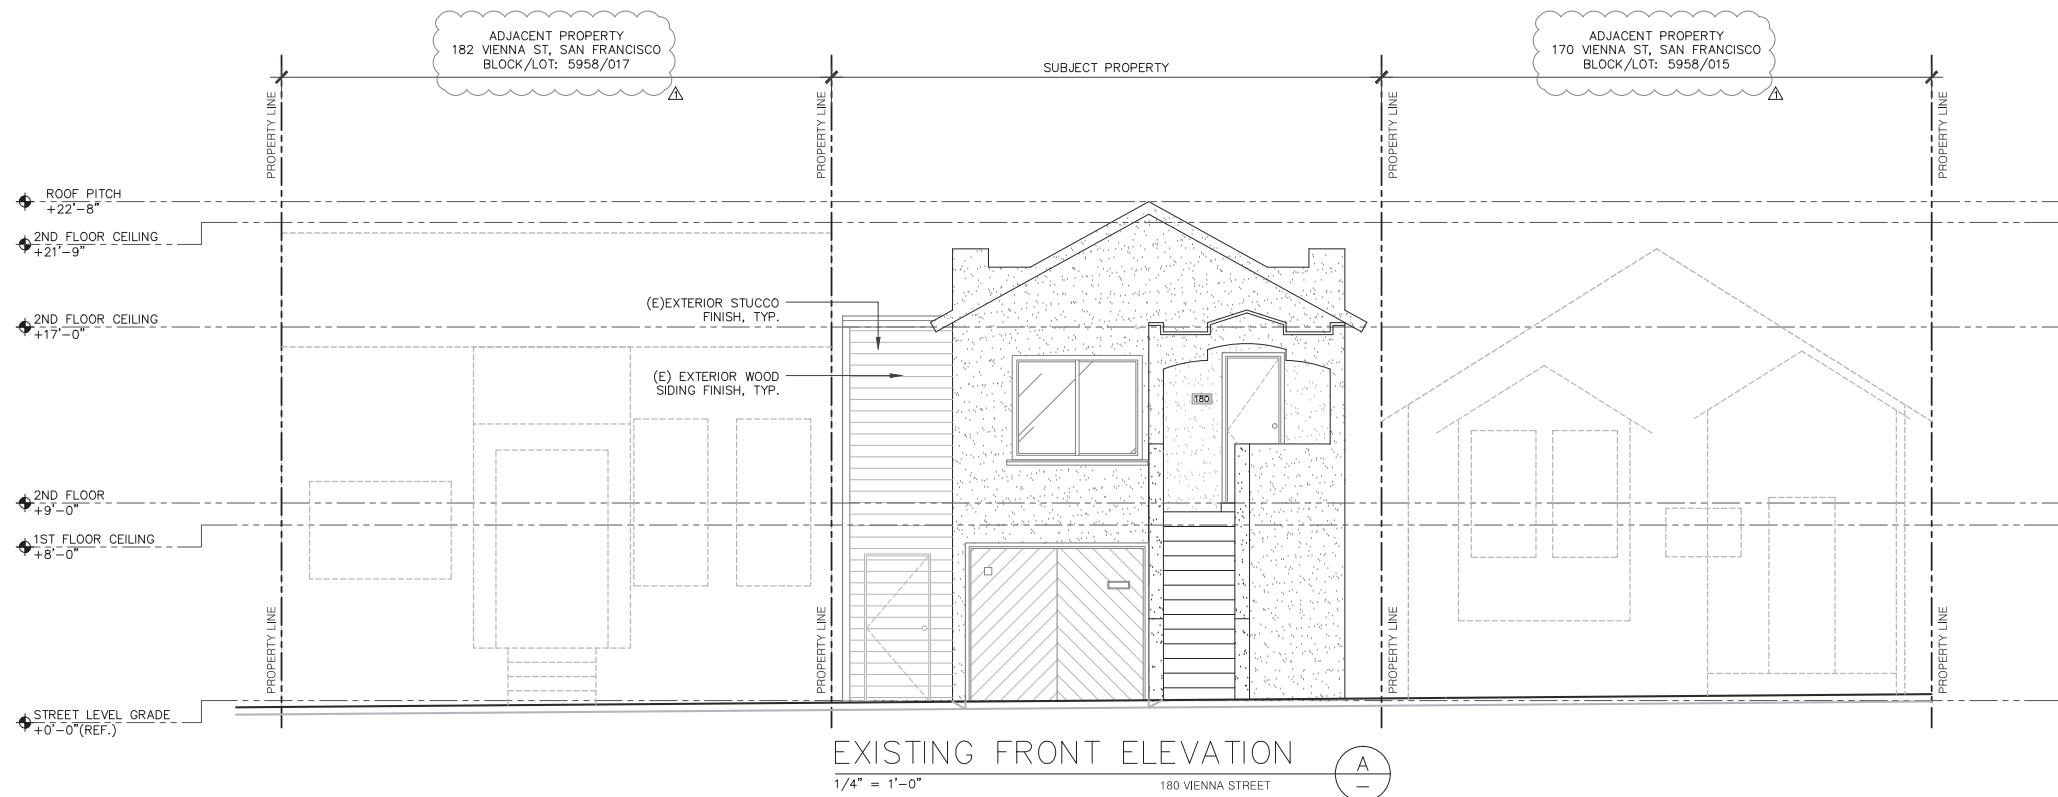 ADJACENT PROPERTY
182 VIENNA ST, SAN FRANCISCO
BLOCK/LOT: 5958/017
1
SUBJECT PROPERTY
ADJACENT PROPERTY
170 VIENNA ST, SAN FRANCISCO
BLOCK/LOT: 5958/015
1
PROPERTY LINE
PROPERTY LINE
PROPERTY LINE
PROPERTY LINE
ROOF PITCH
+22'-8"
2ND FLOOR CEILING
+21'-9"
(E)EXTERIOR STUCCO
FINISH, TYP.
2ND FLOOR CEILING
+17'-0"
(E) EXTERIOR WOOD
SIDING FINISH, TYP.
180
2ND FLOOR
+9'-0"
1ST FLOOR CEILING
+8'-0"
PROPERTY LINE
PROPERTY LINE
PROPERTY LINE
PROPERTY LINE
STREET LEVEL GRADE
+0'-0"(REF.)
EXISTING FRONT ELEVATION
1/4" = 1'-0"
180 VIENNA STREET
A
—